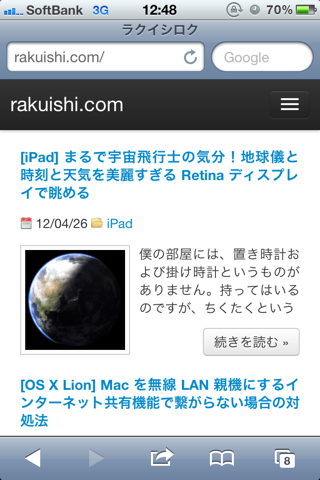 SoftBank 3G 12:48 70%
ラクイシロク
rakuishi.com/ Google
rakuishi.com
[iPad] まるで宇宙飛行士の気分！地球儀と
時刻と天気を美麗すぎる Retina ディスプレ
イで眺める
12/04/26 iPad
僕の部屋には、置き時計
および掛け時計というものが
ありません。持ってはいる
のですが、ちくたくという
続きを読む »
[OS X Lion] Mac を無線 LAN 親機にするイ
ンターネット共有機能で繋がらない場合の対
処法
8